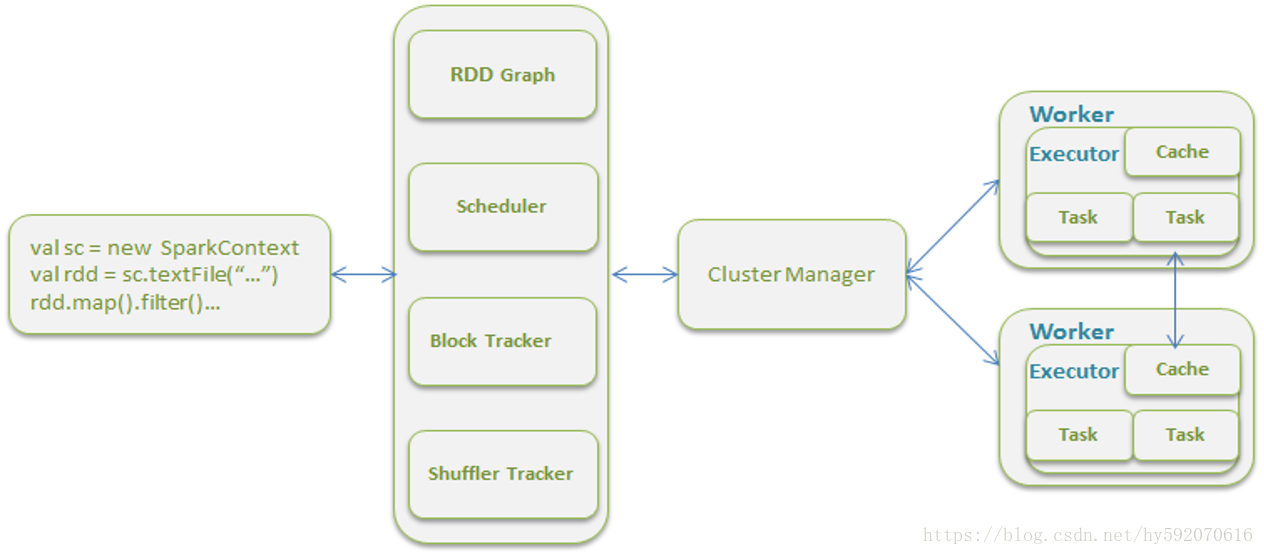 val sc = new SparkContext
val rdd = sc.textFile(“...”)
rdd.map().filter()...
RDD Graph
Scheduler
Block Tracker
Shuffler Tracker
Cluster Manager
Worker
Executor
Cache
Task
Task
Worker
Executor
Cache
Task
Task
https://blog.csdn.net/hy592070616